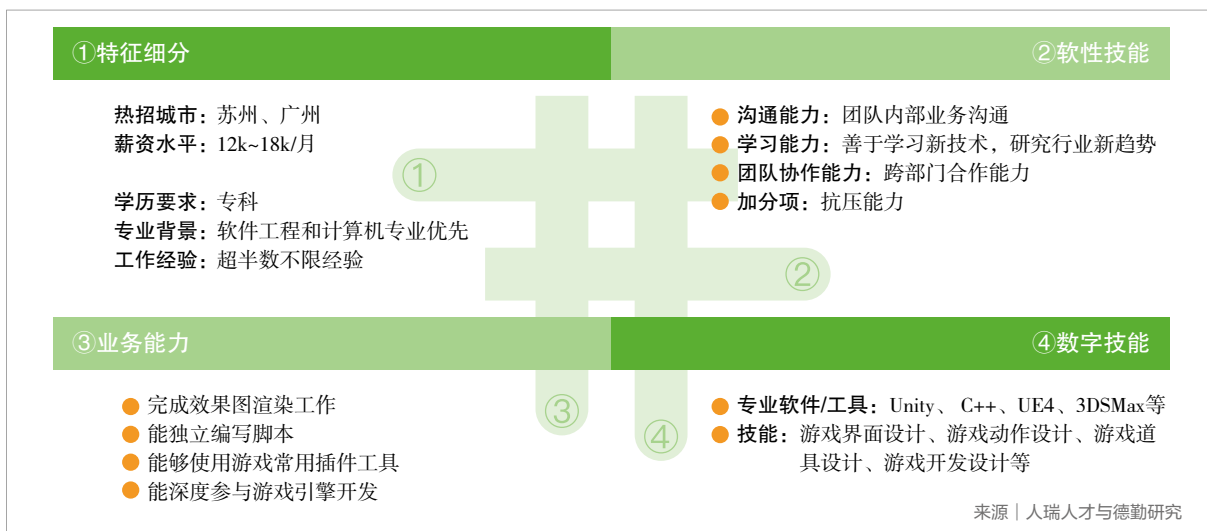 ①特征细分
热招城市：苏州、广州
薪资水平：12k~18k/月
学历要求：专科
专业背景：软件工程和计算机专业优先
工作经验：超半数不限经验
②软性技能
沟通能力：团队内部业务沟通
学习能力：善于学习新技术，研究行业新趋势
团队协作能力：跨部门合作能力
加分项：抗压能力
①
②
③业务能力
完成效果图渲染工作
能独立编写脚本
能够使用游戏常用插件工具
能深度参与游戏引擎开发
④数字技能
专业软件/工具：Unity、 C++、UE4、3DSMax等
技能：游戏界面设计、游戏动作设计、游戏道
具设计、游戏开发设计等
③
④
来源｜人瑞人才与德勤研究